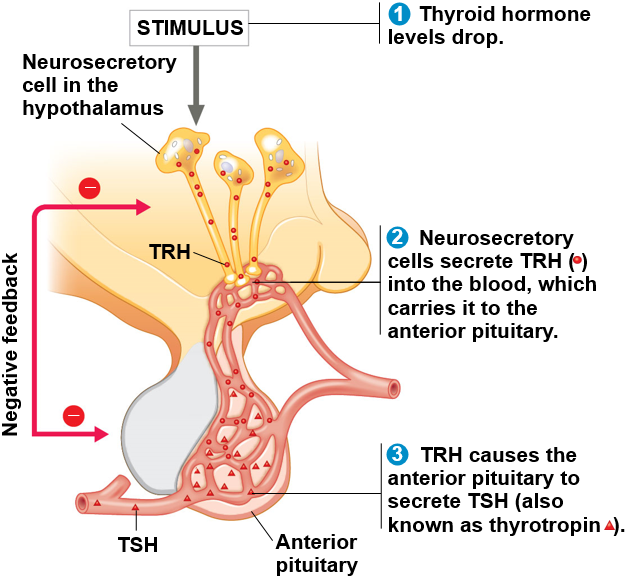 STIMULUS
1 Thyroid hormone
levels drop.
Neurosecretory
cell in the
hypothalamus
−
TRH
2 Neurosecretory
cells secrete TRH (•)
into the blood, which
carries it to the
anterior pituitary.
Negative feedback
−
3 TRH causes the
anterior pituitary to
secrete TSH (also
known as thyrotropin ▲).
TSH
Anterior
pituitary